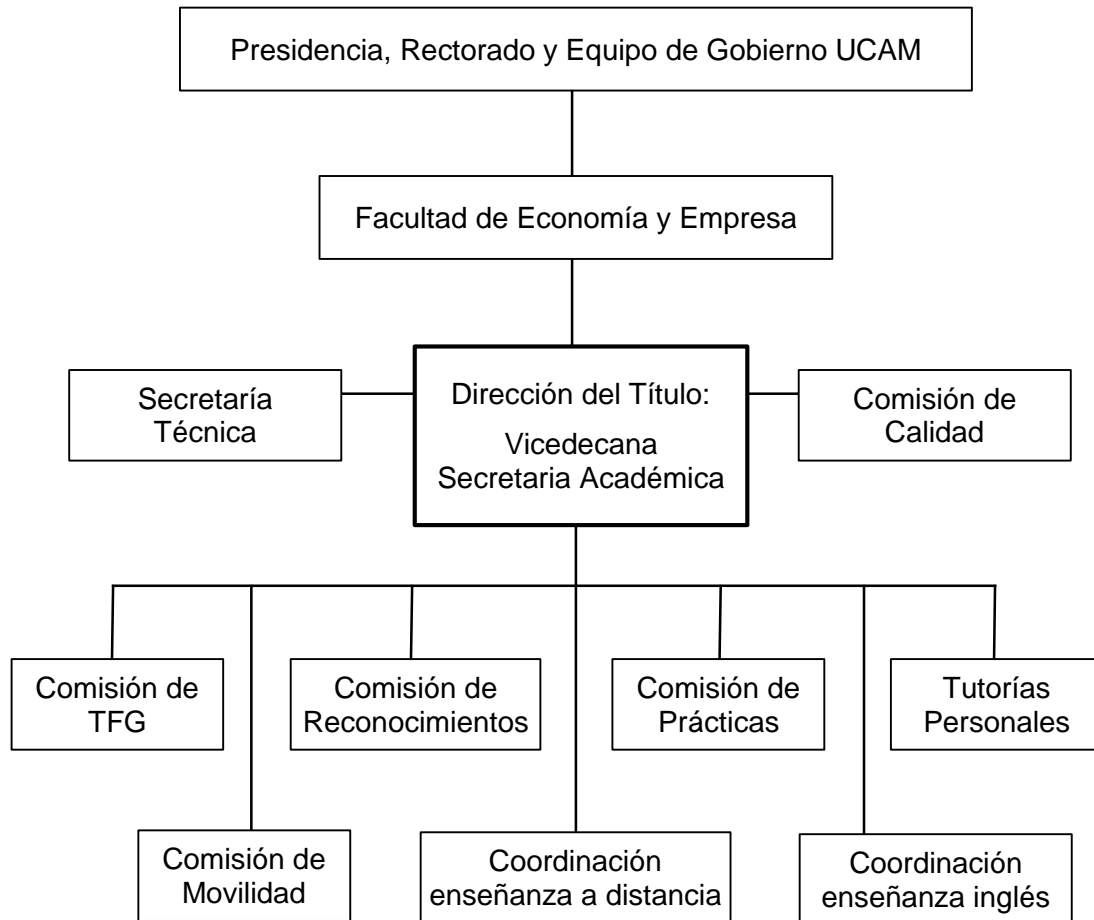 Presidencia, Rectorado y Equipo de Gobierno UCAM
Facultad de Economía y Empresa
Secretaría
Técnica
Dirección del Título:
Vicedecana
Secretaria Académica
Comisión de
Calidad
Comisión de
TFG
Comisión de
Reconocimientos
Comisión de
Prácticas
Tutorías
Personales
Comisión de
Movilidad
Coordinación
enseñanza a distancia
Coordinación
enseñanza inglés